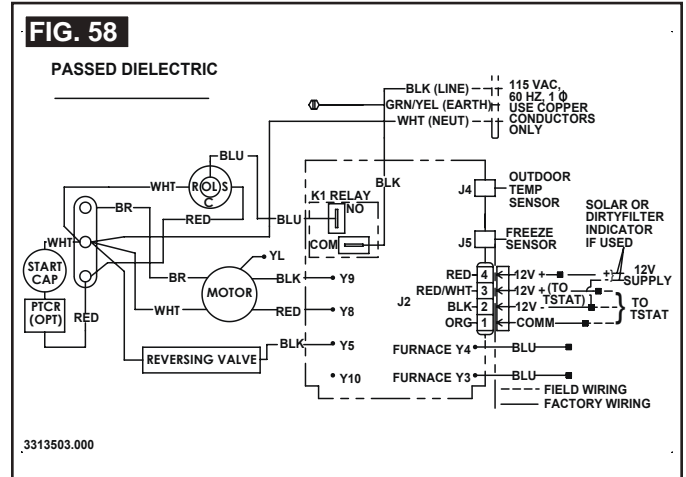 FIG. 58
PASSED DIELECTRIC
BLK (LINE)
GRN/YEL (EARTH)
WHT (NEUT)
115 VAC,
60 HZ, 1 Φ
USE COPPER
CONDUCTORS
ONLY
BLU
WHT
R OL S
C
RED
BR
WHT
START
CAP
PTCR
(OPT)
RED
BLU
K1 RELAY
NO
COM
BLK
J4
OUTDOOR
TEMP
SENSOR
J5
FREEZE
SENSOR
SOLAR OR
DIRTYFILTER
INDICATOR
IF USED
YL
BR
MOTOR
BLK
Y9
WHT
RED
Y8
REVERSING VALVE
BLK
Y5
Y10
J2
RED 4 12V + +) 12V
SUPPLY
RED/WHT 3 12V + (TO
TSTAT)
BLK 2 12V -
ORG 1 COMM
TO
TSTAT
FURNACE Y4 BLU
FURNACE Y3 BLU
FIELD WIRING
FACTORY WIRING
3313503.000